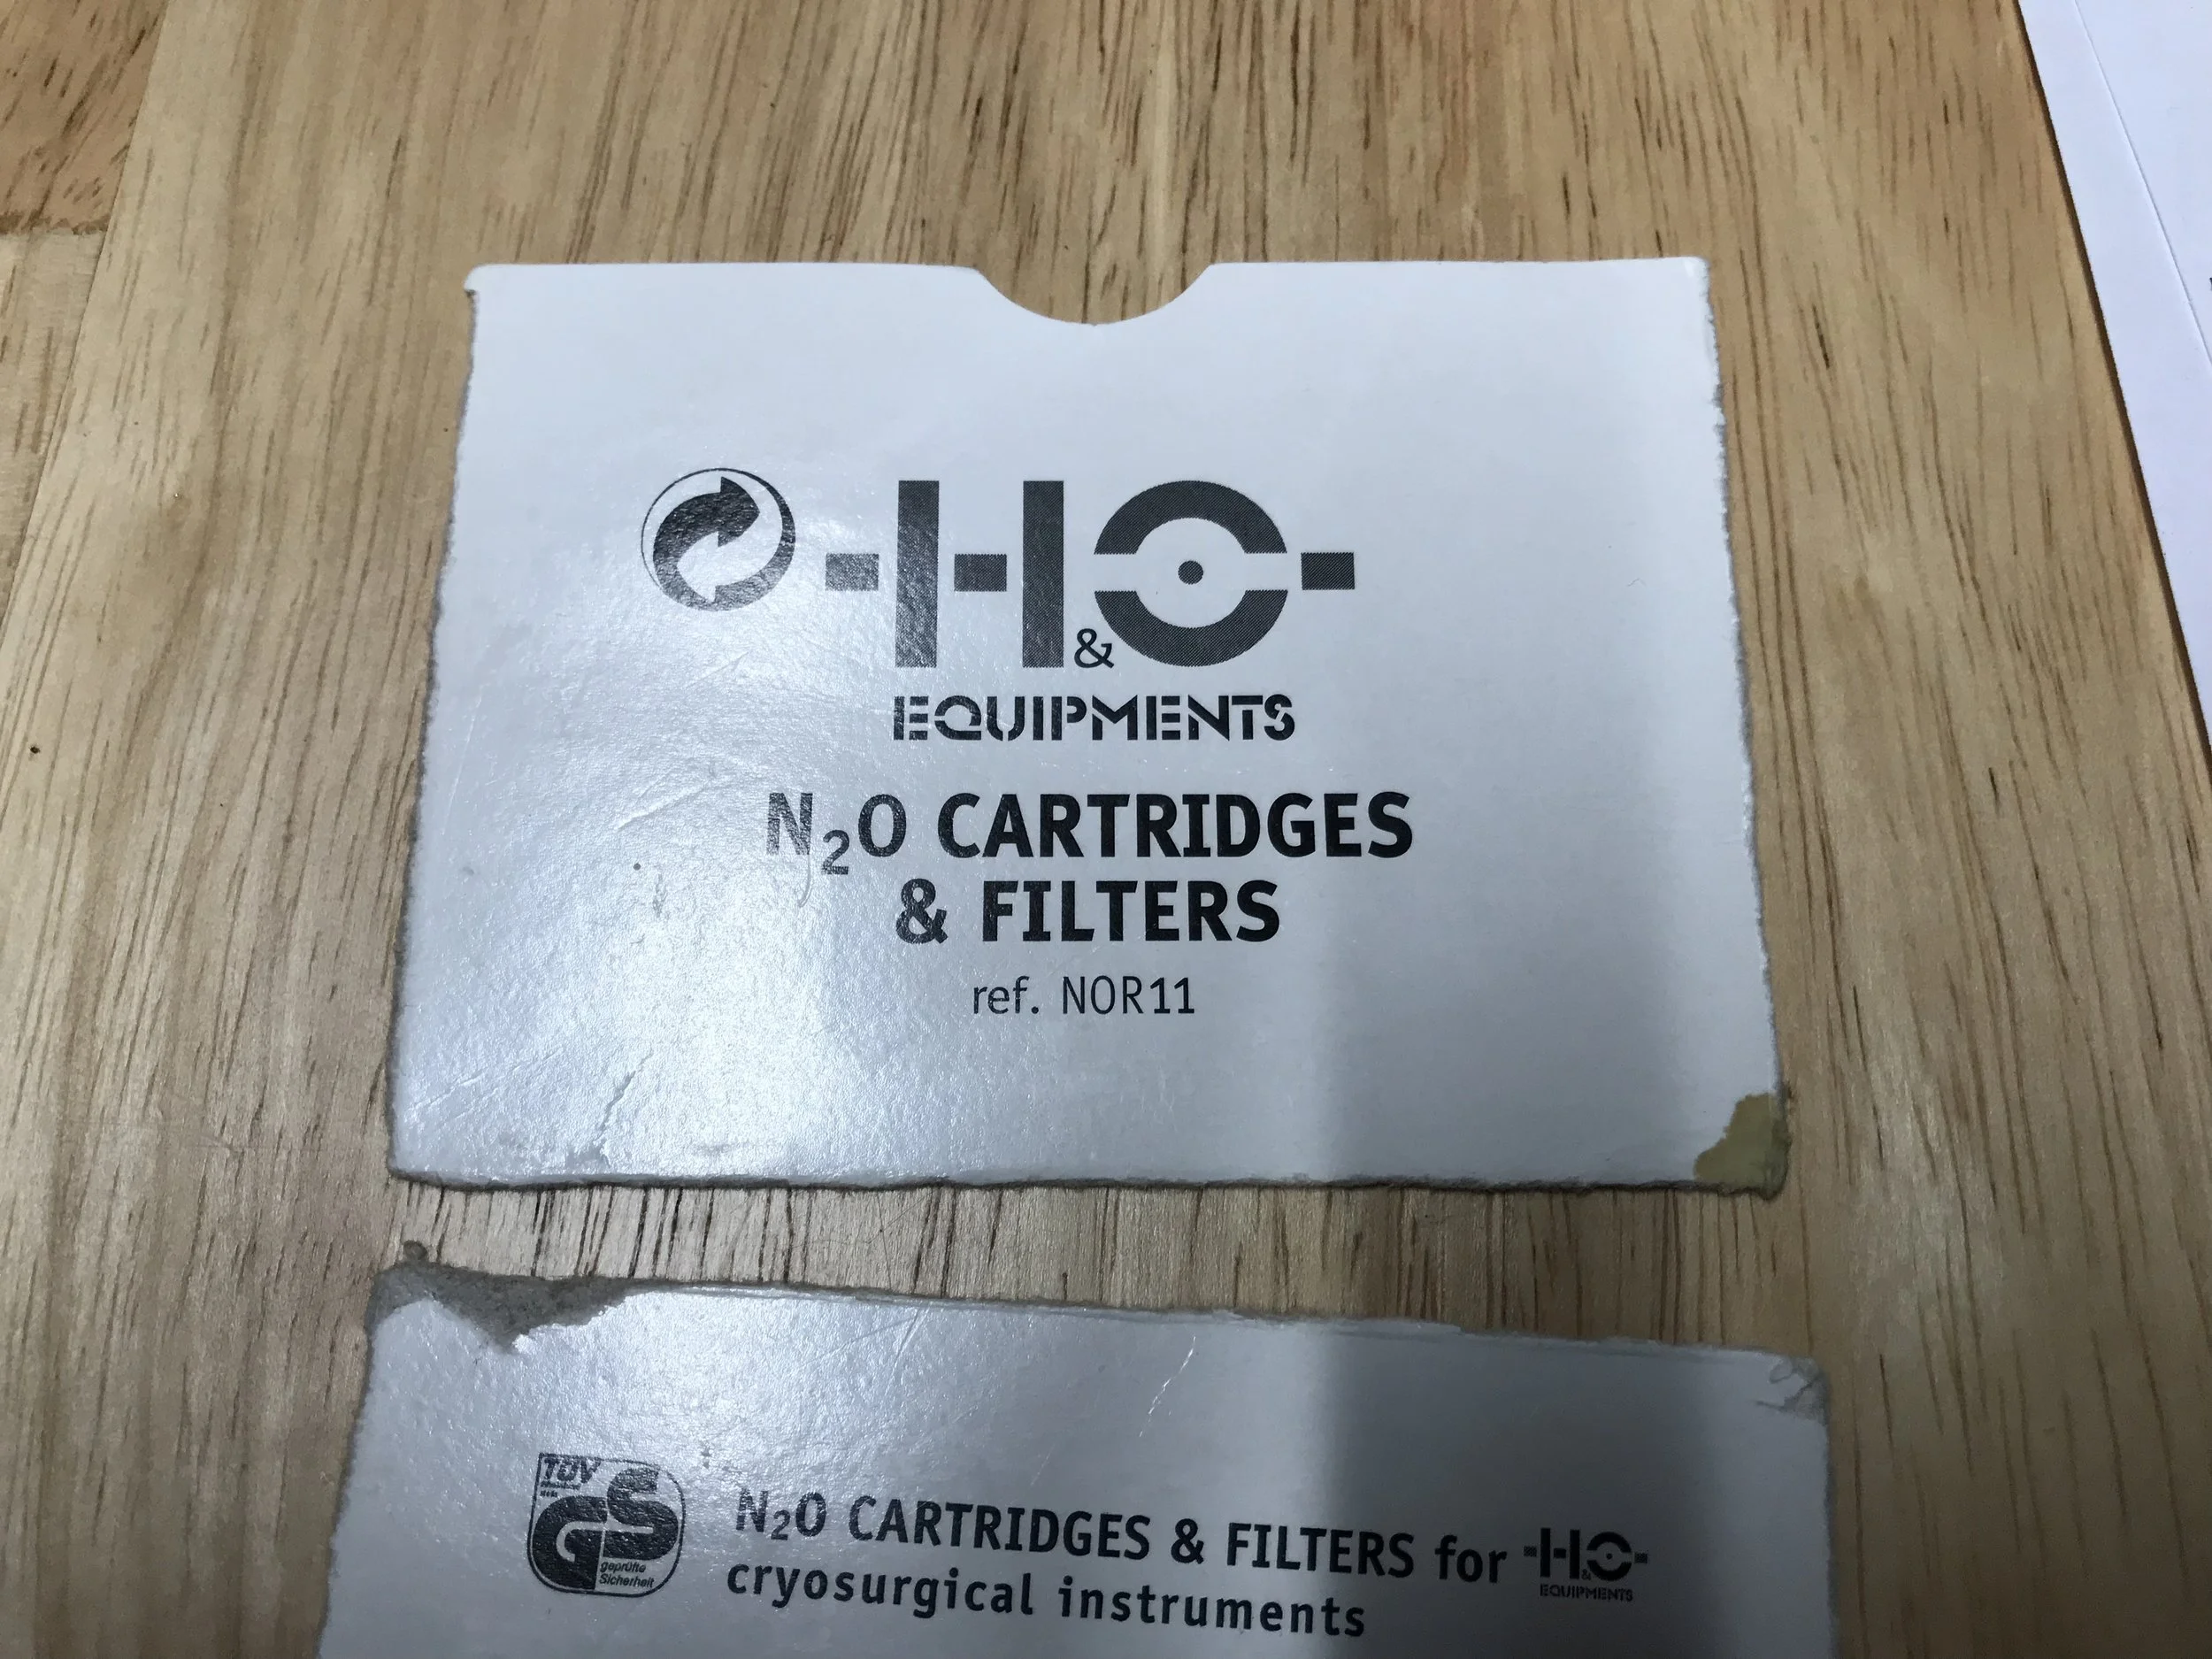 H&O
EQUIPMENTS
N₂O CARTRIDGES
& FILTERS
ref. NOR11
TÜV
GS
geprüfte
Sicherheit
N₂O CARTRIDGES & FILTERS for H&O
EQUIPMENTS
cryosurgical instruments